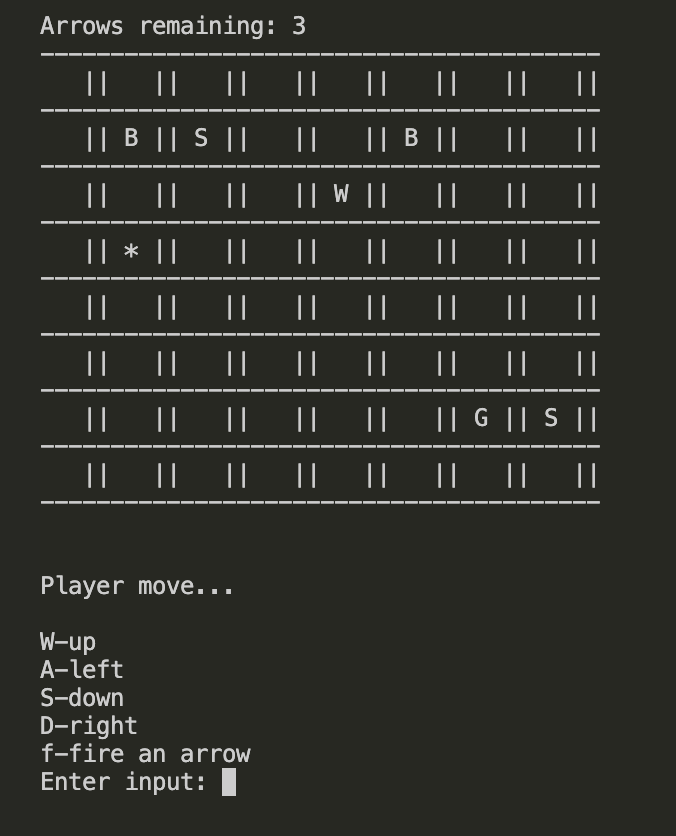 Arrows remaining: 3
----------------------------------------
   ||   ||   ||   ||   ||   ||   ||   ||
----------------------------------------
   || B || S ||   ||   || B ||   ||   ||
----------------------------------------
   ||   ||   ||   || W ||   ||   ||   ||
----------------------------------------
   || * ||   ||   ||   ||   ||   ||   ||
----------------------------------------
   ||   ||   ||   ||   ||   ||   ||   ||
----------------------------------------
   ||   ||   ||   ||   ||   ||   ||   ||
----------------------------------------
   ||   ||   ||   ||   ||   || G || S ||
----------------------------------------
   ||   ||   ||   ||   ||   ||   ||   ||
----------------------------------------
Player move...
W-up
A-left
S-down
D-right
f-fire an arrow
Enter input: